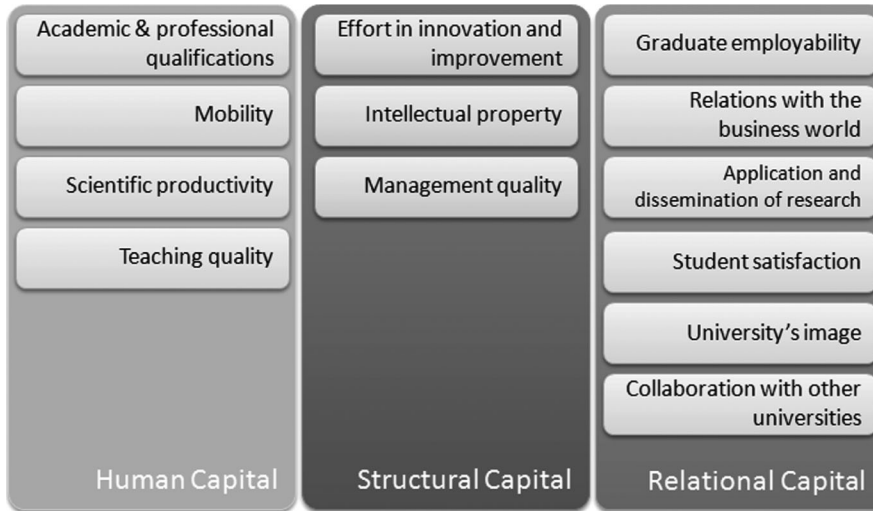 Academic & professional
qualifications
Mobility
Scientific productivity
Teaching quality
Human Capital
Effort in innovation and
improvement
Intellectual property
Management quality
Structural Capital
Graduate employability
Relations with the
business world
Application and
dissemination of research
Student satisfaction
University's image
Collaboration with other
universities
Relational Capital